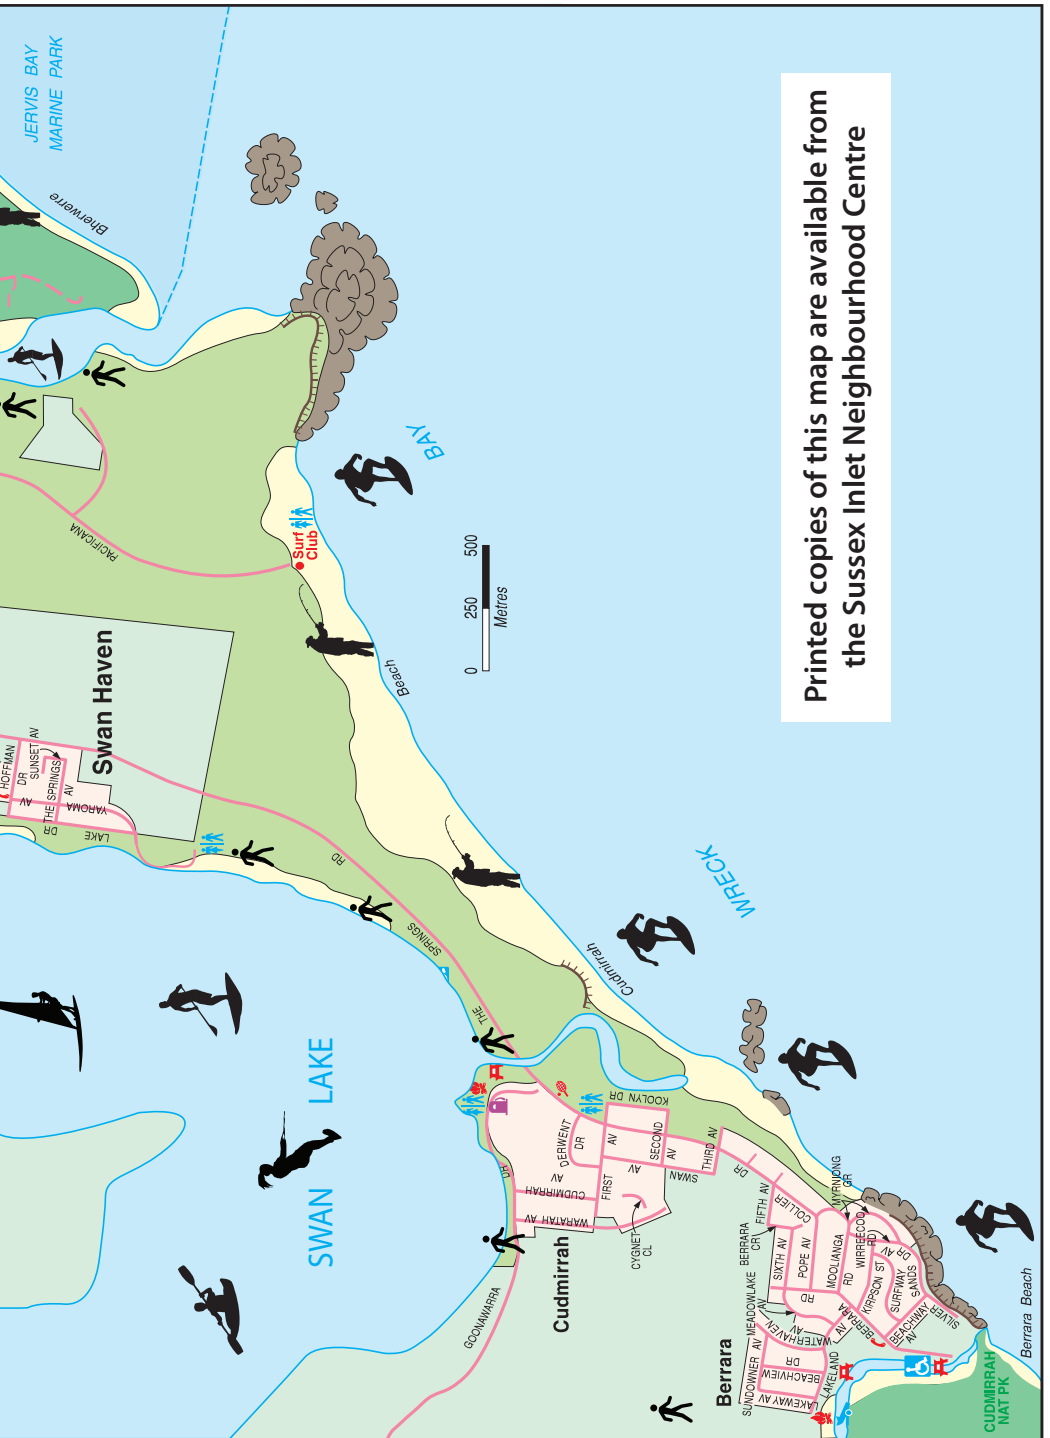 JERVIS BAY
MARINE PARK
Bherwerre
BAY
Surf
Club
PACIFICANA
0 250 500
Metres
Beach
Printed copies of this map are available from
the Sussex Inlet Neighbourhood Centre
Swan Haven
HOFFMAN
DR
SUNSET AV
THE SPRINGS
AV
AV
YAROMA
LAKE
DR
RD
SPRINGS
THE
WRECK
Cudmirrah
SWAN LAKE
KOOLYN DR
DERWENT
DR
AV
SECOND
AV
THIRD AV
SWAN
AV
FIRST
CUDMIRRAH
AV
WARATAH AV
DR
GOONAWARRA
CYGNET
CL
Cudmirrah
DR
COLLIER
FIFTH AV
BERRARA
CR
SIXTH AV
POPE AV
MOOLIANGA
RD
MYRNIONG
GR
WIRREECOO
RD
DR
AV
KIRPSON ST
SURFWAY
SANDS
SILVER
BEACHWAY
AV
BERRARA
RD
MEADOWLAKE
AV
WATERHAVEN
AV
AV
SUNDOWNER AV
BEACHVIEW
DR
LAKEWAY AV
LAKELAND
Berrara
CUDMIRRAH
NAT PK
Berrara Beach